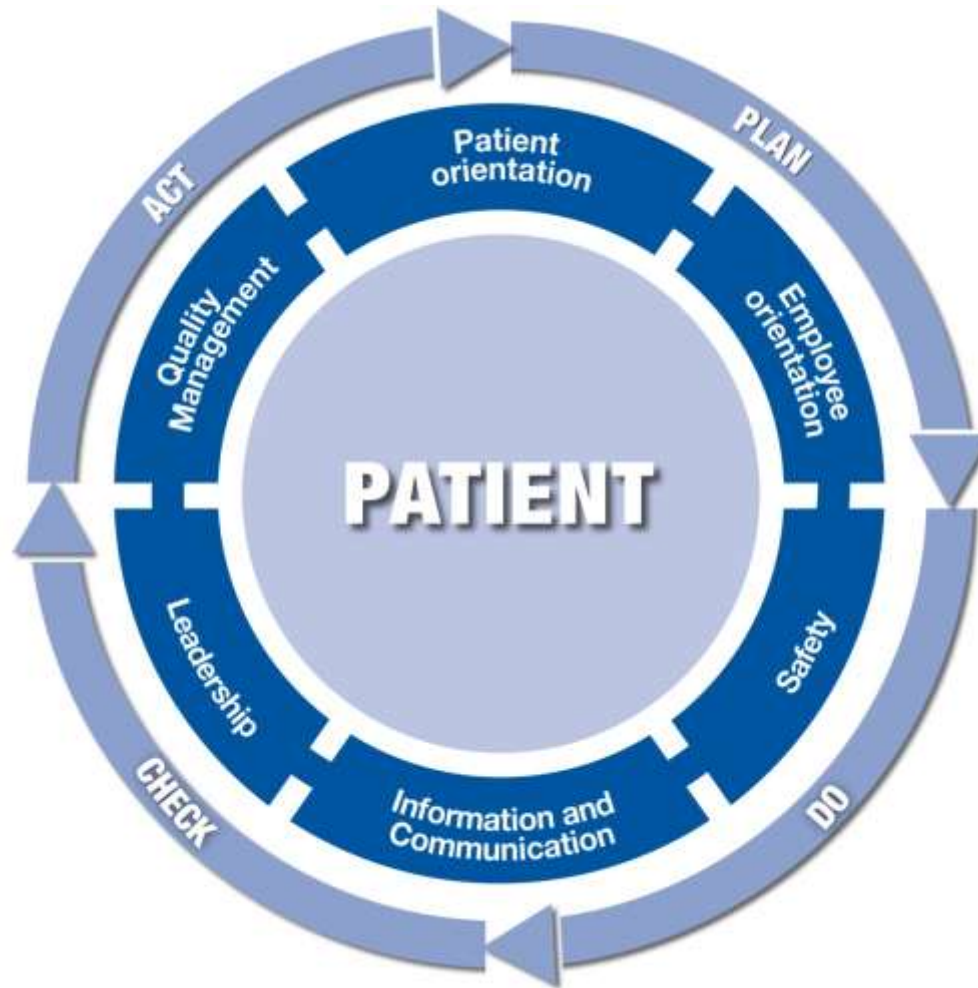 PLAN
DO
CHECK
ACT
Patient
orientation
Employee
orientation
Safety
Information and
Communication
Leadership
Quality
Management
PATIENT